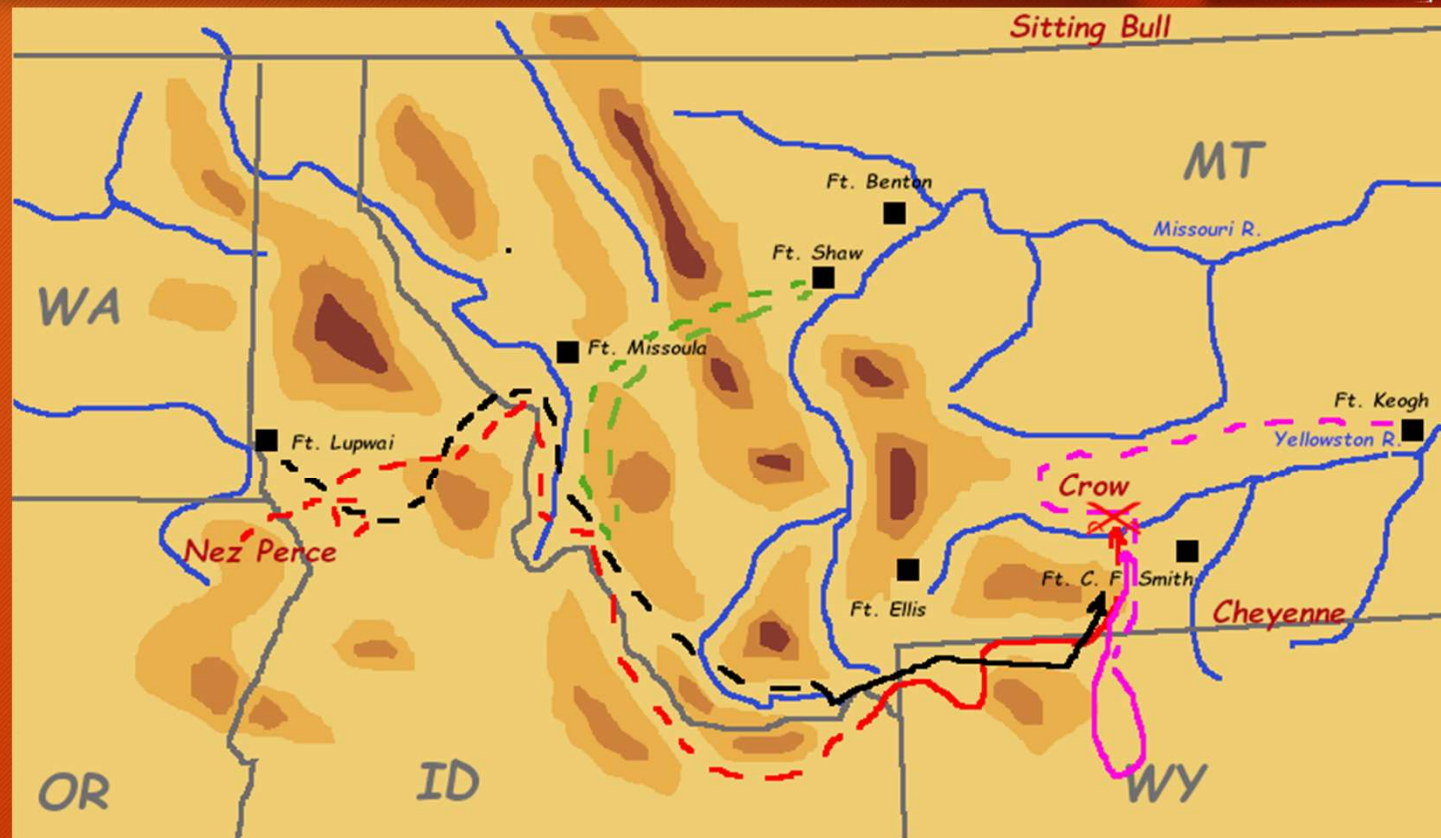 Sitting Bull
MT
Ft. Benton
Missouri R.
Ft. Shaw
WA
Ft. Missoula
Ft. Keogh
Ft. Lupwai
Yellowston R.
Crow
Nez Perce
Ft. C. F. Smith
Ft. Ellis
Cheyenne
OR
ID
WY